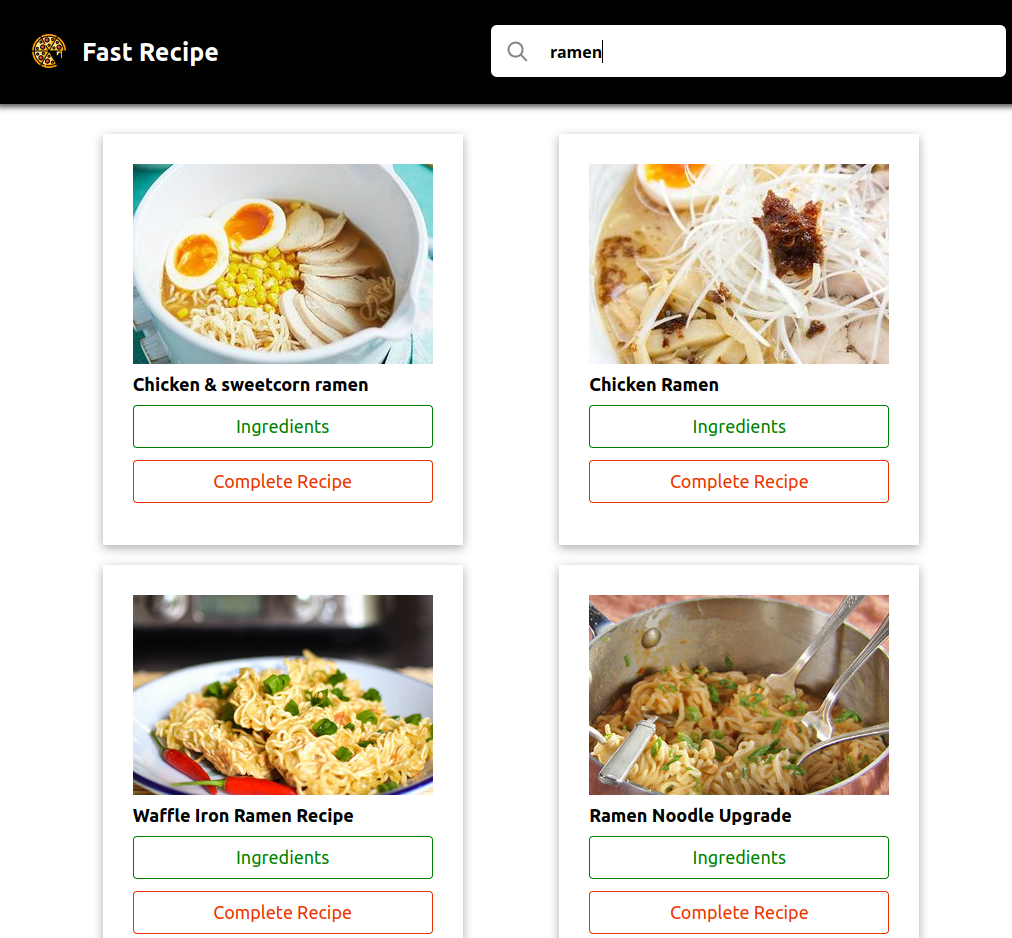 Fast Recipe
ramen
Chicken & sweetcorn ramen
Ingredients
Complete Recipe
Chicken Ramen
Ingredients
Complete Recipe
Waffle Iron Ramen Recipe
Ingredients
Complete Recipe
Ramen Noodle Upgrade
Ingredients
Complete Recipe